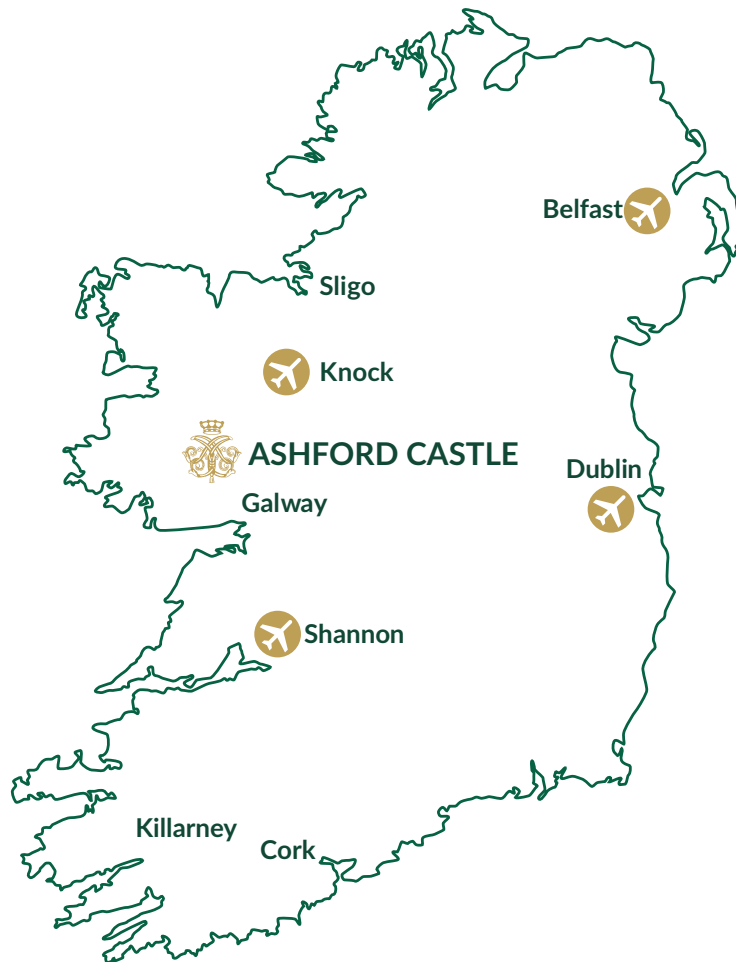 Belfast
Sligo
Knock
ASHFORD CASTLE
Dublin
Galway
Shannon
Killarney
Cork